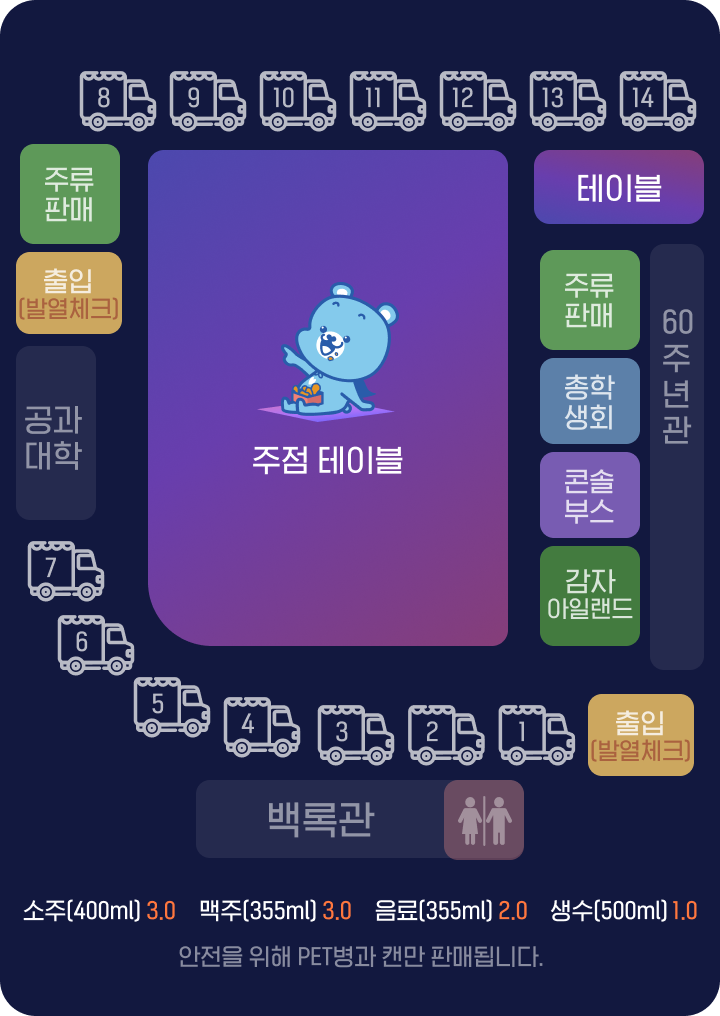 8 9 10 11 12 13 14
주류
판매
테이블
출입
(발열체크)
주류
판매
60
주
년
관
공과
대학
총학
생회
주점 테이블
콘솔
부스
7
감자
아일랜드
6
5 4 3 2 1
출입
(발열체크)
백록관
소주(400ml) 3.0 맥주(355ml) 3.0 음료(355ml) 2.0 생수(500ml) 1.0
안전을 위해 PET병과 캔만 판매됩니다.